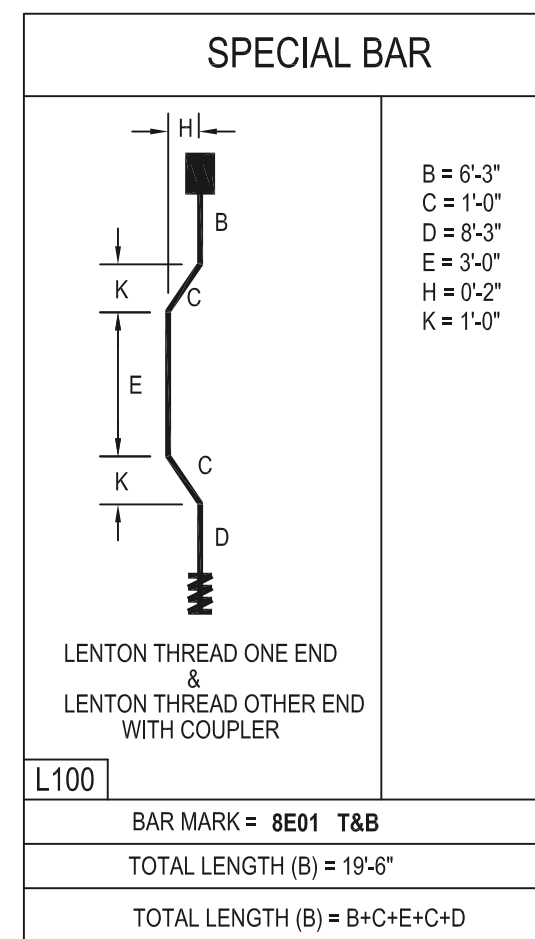 SPECIAL BAR
H
B
K
C
E
K
C
D
B = 6'-3"
C = 1'-0"
D = 8'-3"
E = 3'-0"
H = 0'-2"
K = 1'-0"
LENTON THREAD ONE END
&
LENTON THREAD OTHER END
WITH COUPLER
L100
BAR MARK = 8E01 T&B
TOTAL LENGTH (B) = 19'-6"
TOTAL LENGTH (B) = B+C+E+C+D